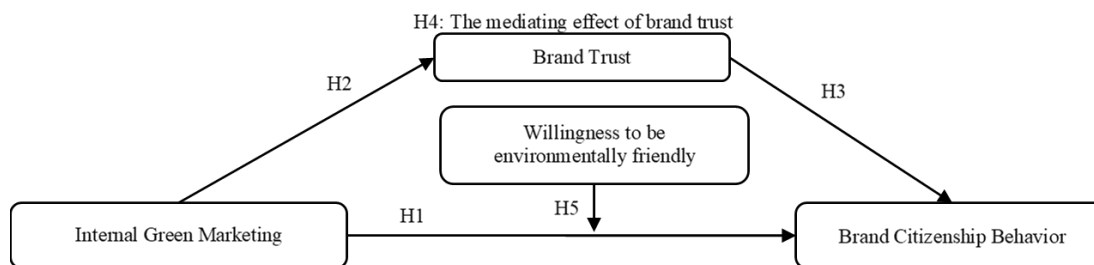 H4: The mediating effect of brand trust
Brand Trust
H2
H3
Willingness to be
environmentally friendly
H1
H5
Internal Green Marketing
Brand Citizenship Behavior